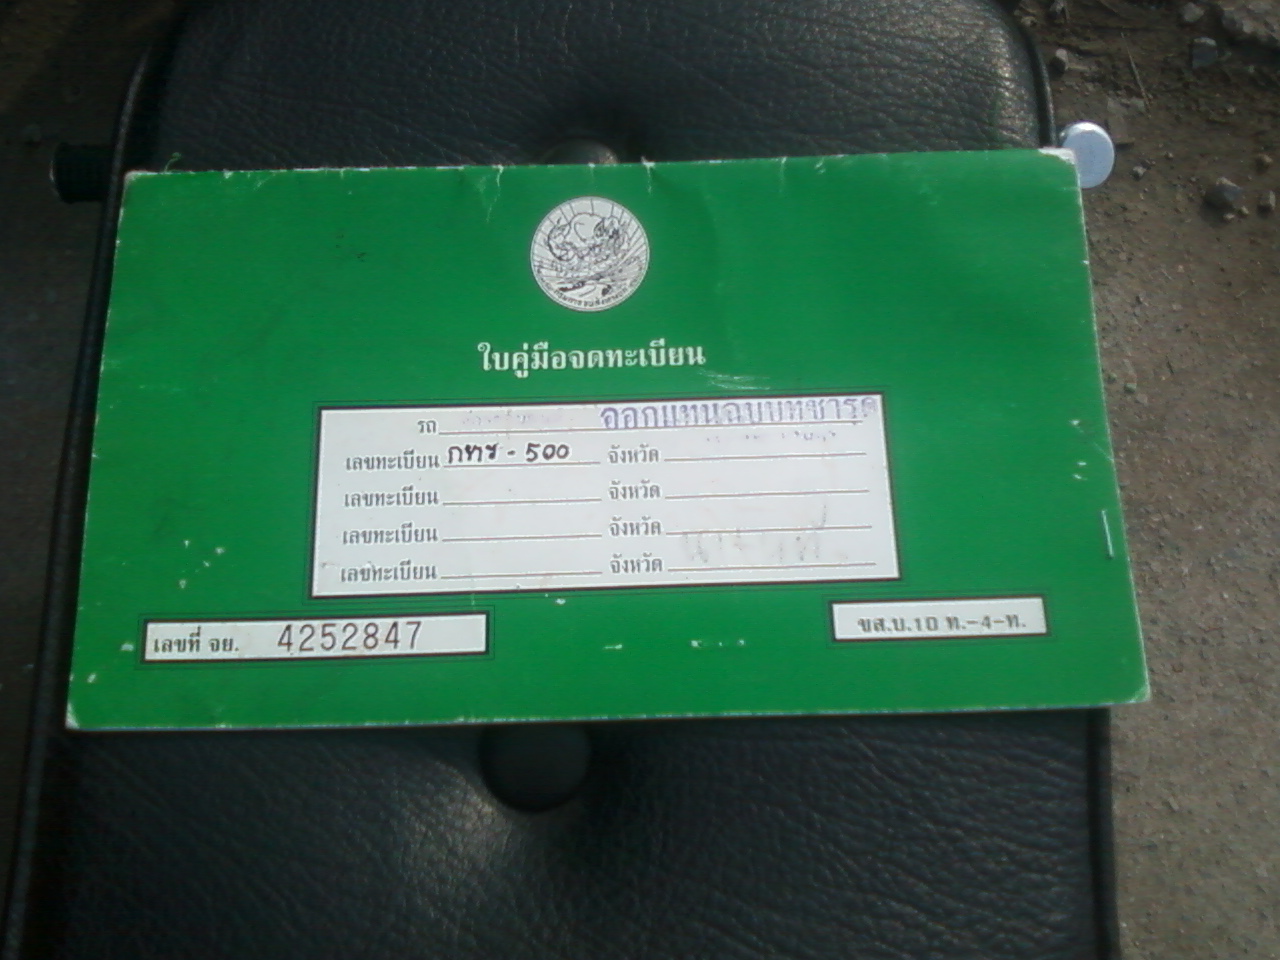 ใบคู่มือจดทะเบียน
รถ ออกแทนฉบับที่ชำรุด
เลขทะเบียน กทษ - 500 จังหวัด
เลขทะเบียน จังหวัด
เลขทะเบียน จังหวัด
เลขทะเบียน จังหวัด
เลขที่ จย. 4252847
ขส.บ.10 ท.-4-ท.